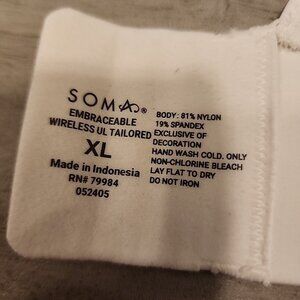 SOMA®
EMBRACEABLE
WIRELESS UL TAILORED
XL
Made in Indonesia
RN# 79984
052405
BODY: 81% NYLON
19% SPANDEX
EXCLUSIVE OF
DECORATION
HAND WASH COLD. ONLY
NON-CHLORINE BLEACH
LAY FLAT TO DRY
DO NOT IRON